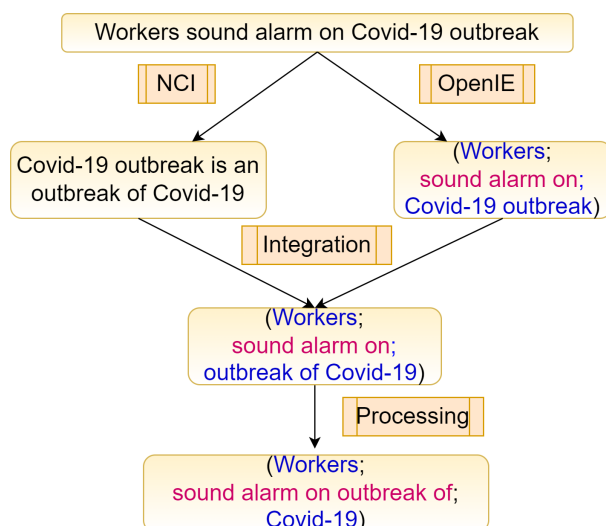 Workers sound alarm on Covid-19 outbreak
NCI
OpenIE
Covid-19 outbreak is an
outbreak of Covid-19
(Workers;
sound alarm on;
Covid-19 outbreak)
Integration
(Workers;
sound alarm on;
outbreak of Covid-19)
Processing
(Workers;
sound alarm on outbreak of;
Covid-19)